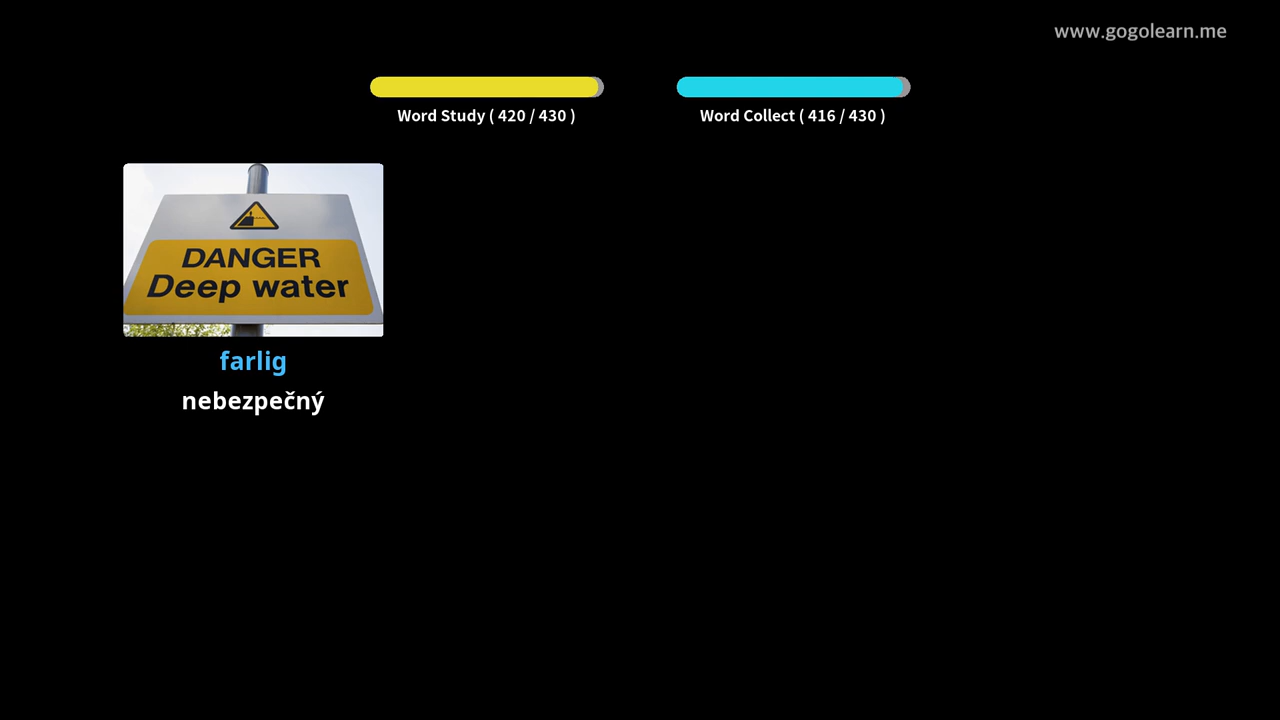 www.gogolearn.me
Word Study ( 420 / 430 )
Word Collect ( 416 / 430 )
DANGER
Deep water
farlig
nebezpečný